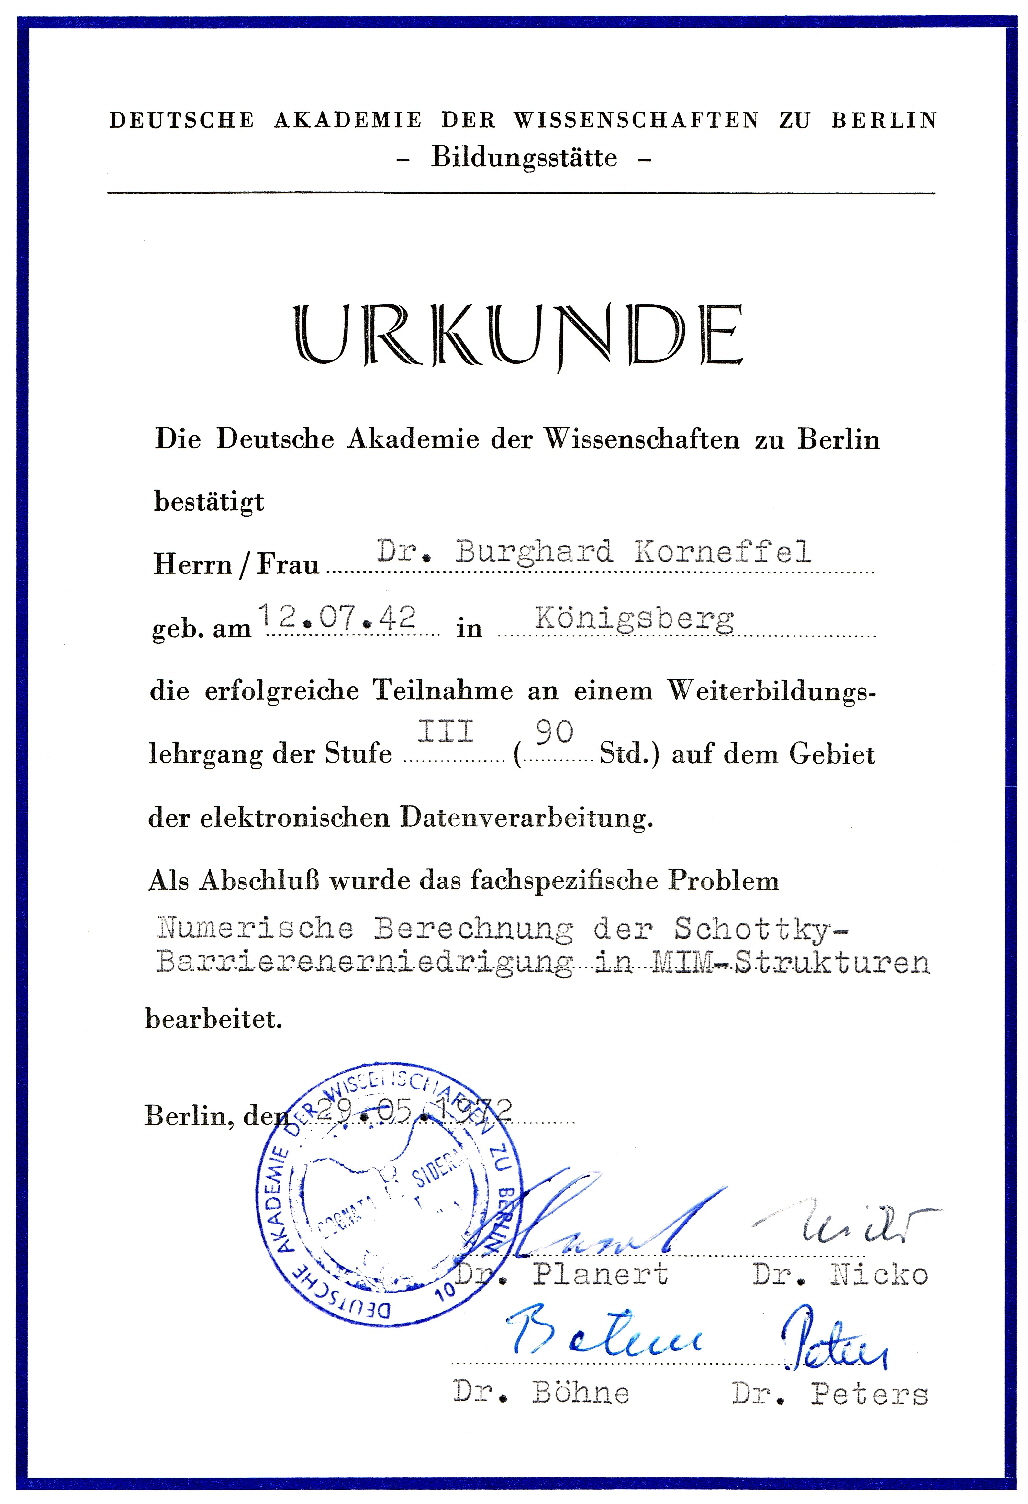 DEUTSCHE AKADEMIE DER WISSENSCHAFTEN ZU BERLIN
– Bildungsstätte –
URKUNDE
Die Deutsche Akademie der Wissenschaften zu Berlin
bestätigt
Herrn / Frau Dr. Burghard Korneffel
geb. am 12.07.42 in Königsberg
die erfolgreiche Teilnahme an einem Weiterbildungs-
lehrgang der Stufe III (90 Std.) auf dem Gebiet
der elektronischen Datenverarbeitung.
Als Abschluß wurde das fachspezifische Problem
Numerische Berechnung der Schottky-
Barrierenerniedrigung in MIM-Strukturen
bearbeitet.
Berlin, den 29.05.1972
DEUTSCHE AKADEMIE DER WISSENSCHAFTEN ZU BERLIN
COGNATA
SIDERA
10
Dr. Planert Dr. Nicko
Peters
Dr. Böhne Dr. Peters